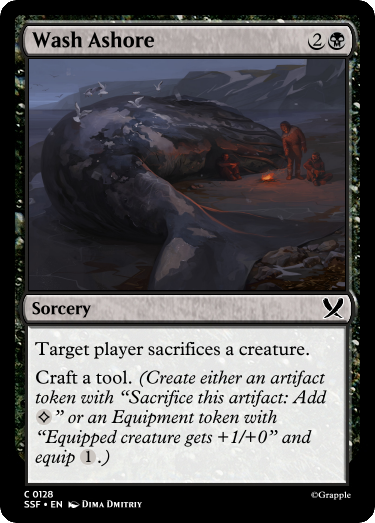 Wash Ashore 2
Sorcery
Target player sacrifices a creature.
Craft a tool. (Create either an artifact
token with “Sacrifice this artifact: Add
” or an Equipment token with
“Equipped creature gets +1/+0” and
equip 1.)
C 0128
SSF • EN Dima Dmitriy
©Grapple